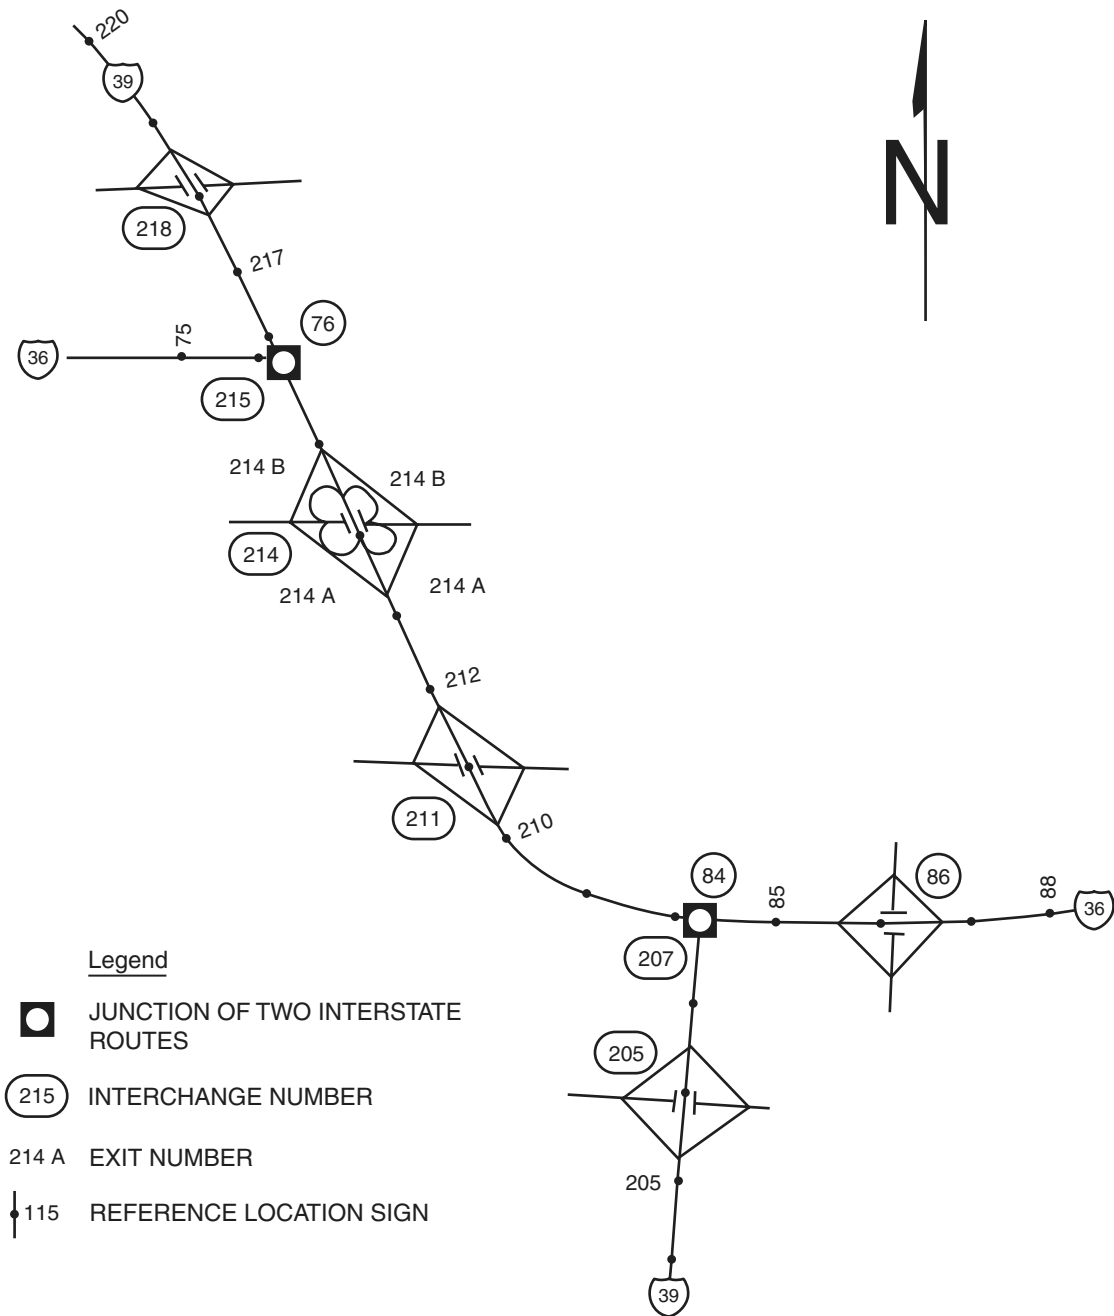 220
39
N
218
217
76
75
36
215
214 B
214 B
214
214 A
214 A
212
211
210
84
85
86
88
36
207
205
205
39
Legend
JUNCTION OF TWO INTERSTATE
ROUTES
215 INTERCHANGE NUMBER
214 A EXIT NUMBER
115 REFERENCE LOCATION SIGN